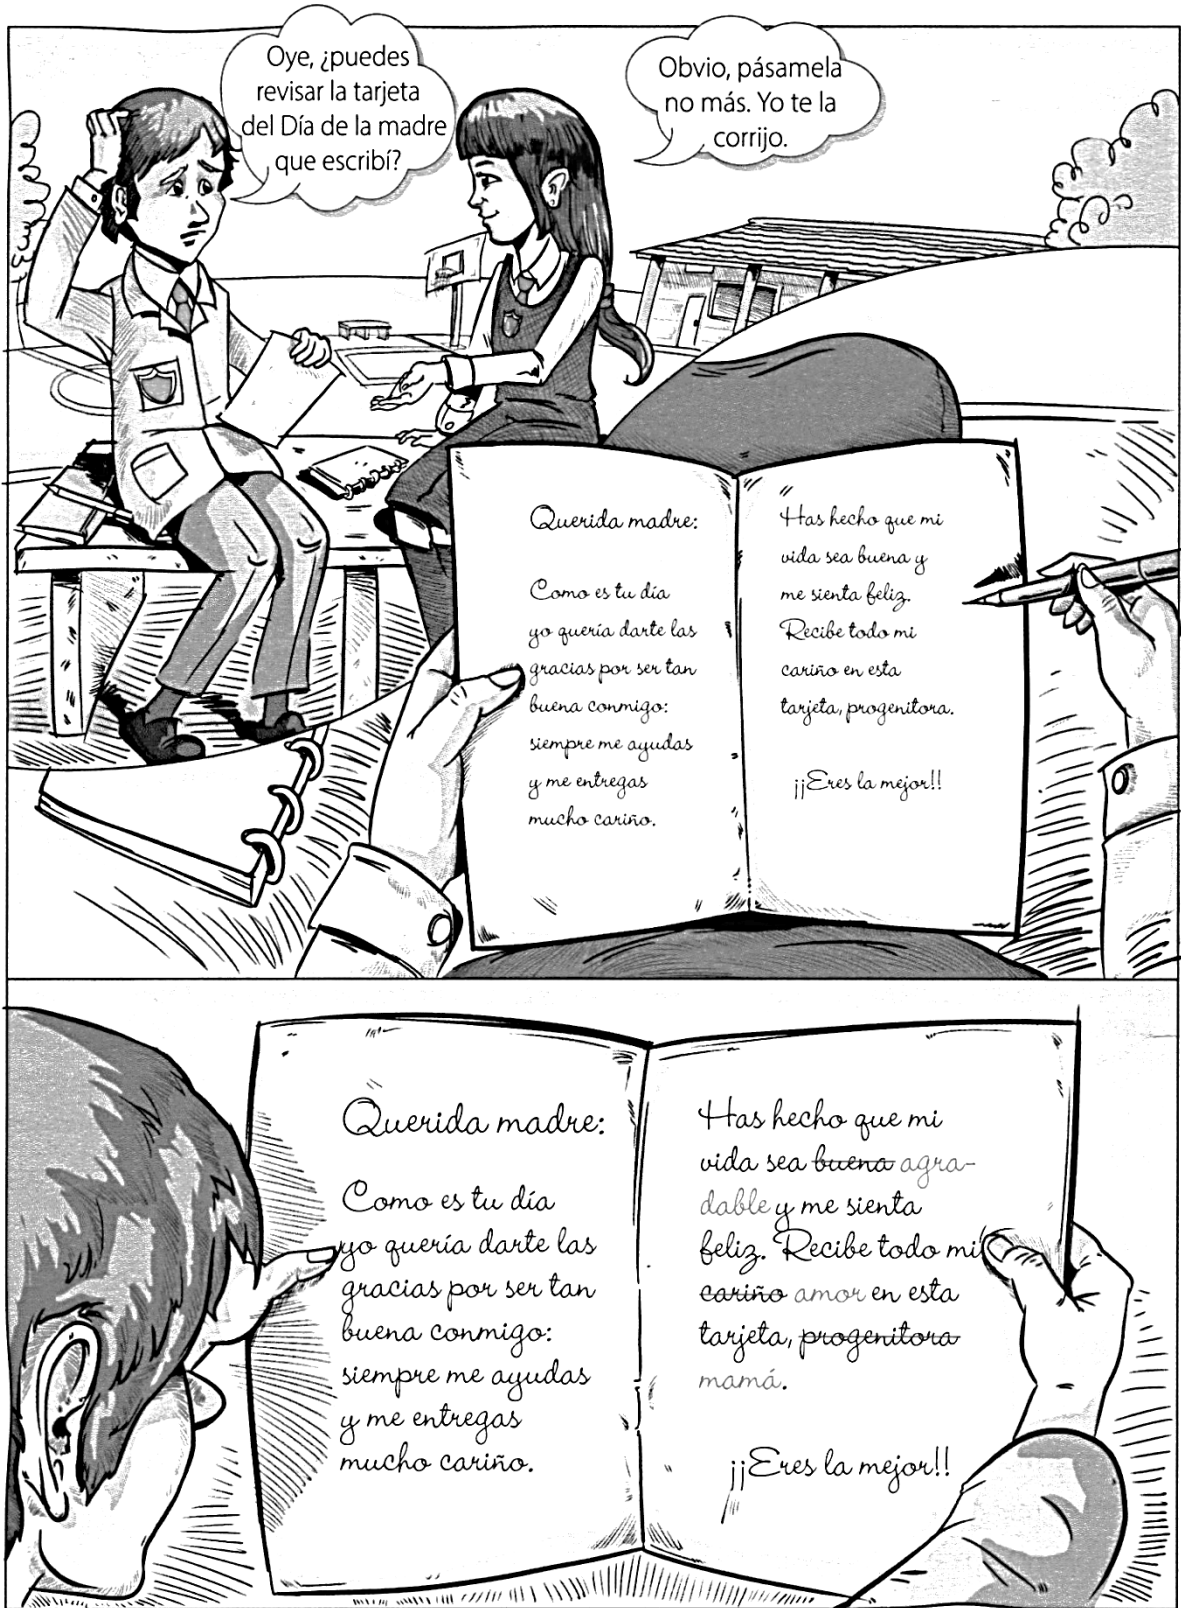 Oye, ¿puedes
revisar la tarjeta
del Día de la madre
que escribí?
Obvio, pásamela
no más. Yo te la
corrijo.
Querida madre:
Como es tu día
yo quería darte las
gracias por ser tan
buena conmigo:
siempre me ayudas
y me entregas
mucho cariño.
Has hecho que mi
vida sea buena y
me sienta feliz.
Recibe todo mi
cariño en esta
tarjeta, progenitora.
¡¡Eres la mejor!!
Querida madre:
Como es tu día
yo quería darte las
gracias por ser tan
buena conmigo:
siempre me ayudas
y me entregas
mucho cariño.
Has hecho que mi
vida sea buena agra-
dable y me sienta
feliz. Recibe todo mi
cariño amor en esta
tarjeta, progenitora
mamá.
¡¡Eres la mejor!!